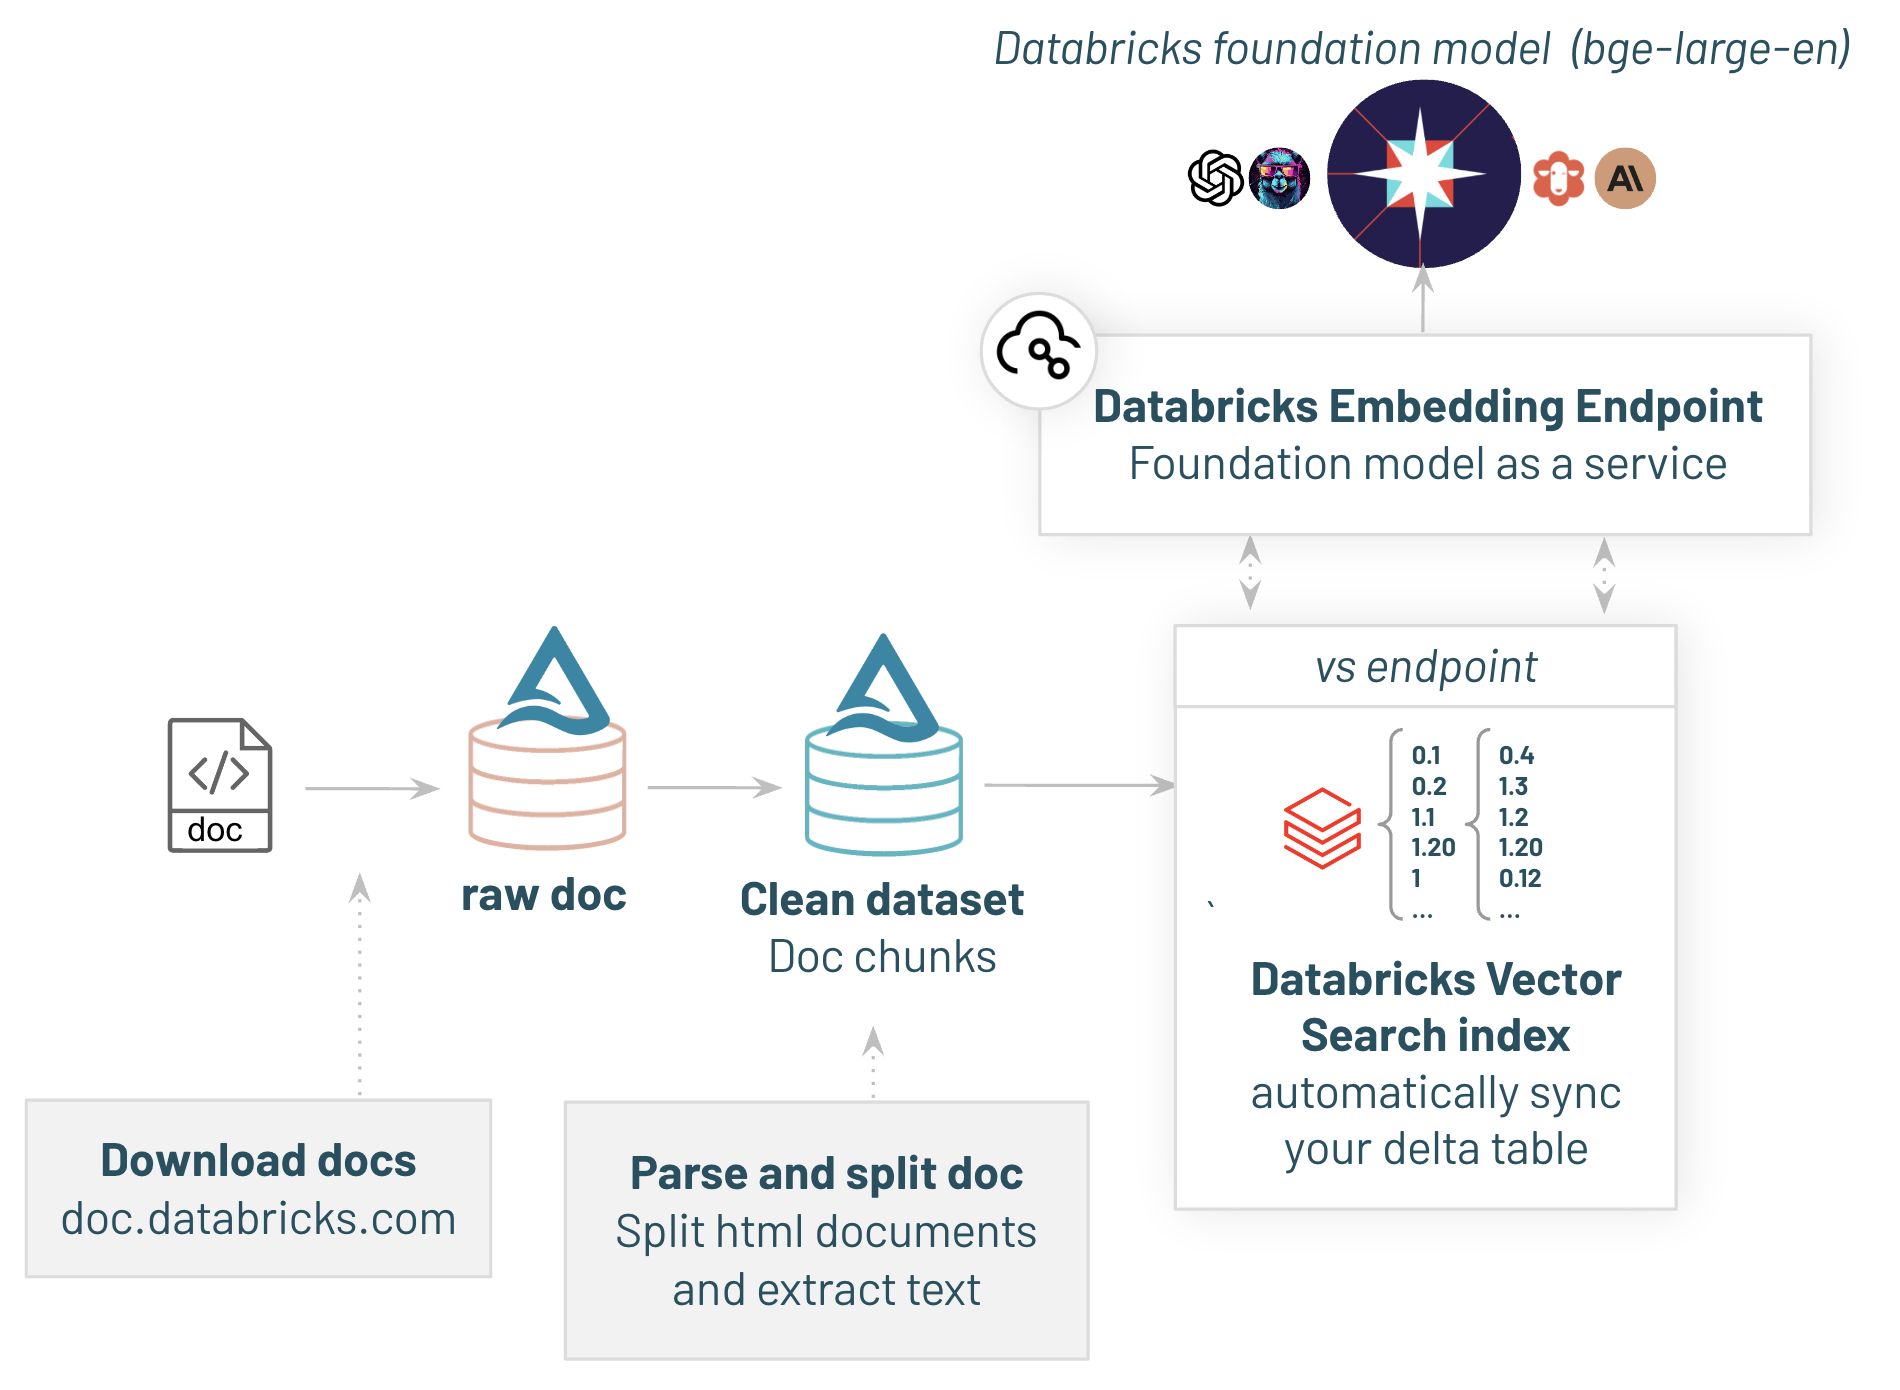 Databricks foundation model (bge-large-en)
A\
Databricks Embedding Endpoint
Foundation model as a service
vs endpoint
0.1
0.2
1.1
1.20
1
...
0.4
1.3
1.2
1.20
0.12
...
`
Databricks Vector
Search index
automatically sync
your delta table
</>
doc
raw doc
Clean dataset
Doc chunks
Download docs
doc.databricks.com
Parse and split doc
Split html documents
and extract text